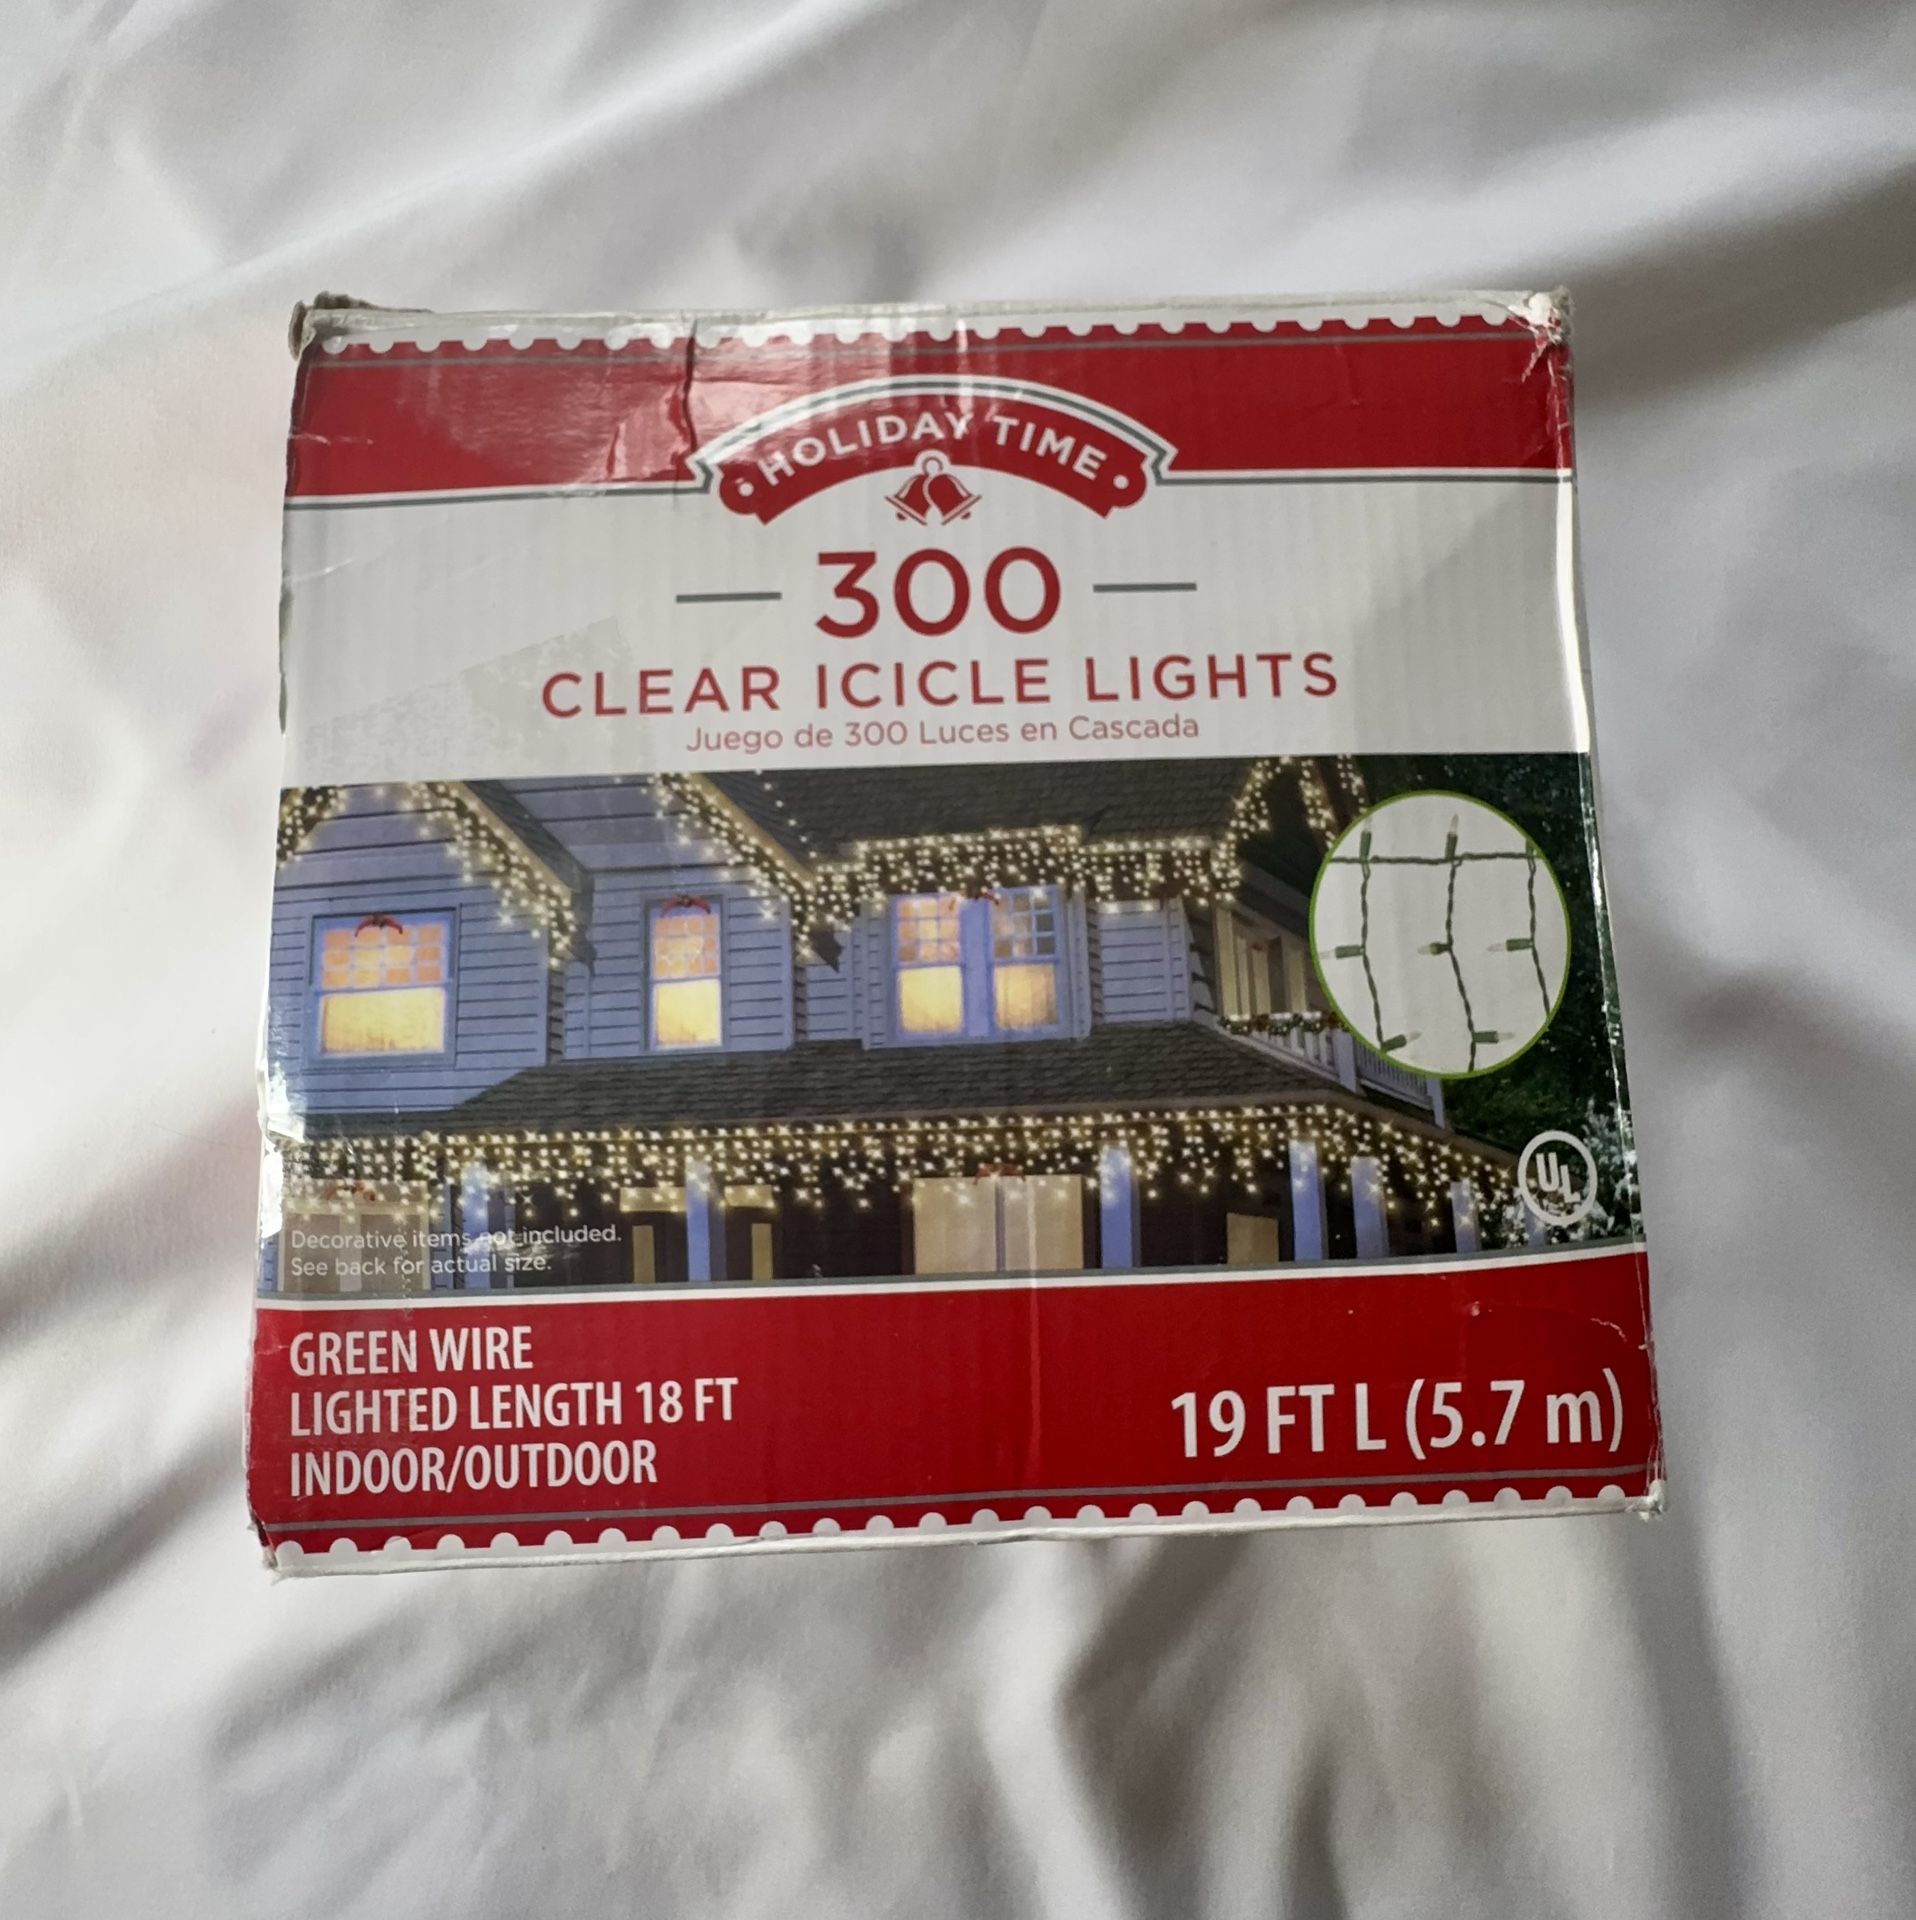 HOLIDAY TIME
300
CLEAR ICICLE LIGHTS
Juego de 300 Luces en Cascada
UL
Decorative items not included.
See back for actual size.
GREEN WIRE
LIGHTED LENGTH 18 FT
INDOOR/OUTDOOR
19 FT L (5.7 m)